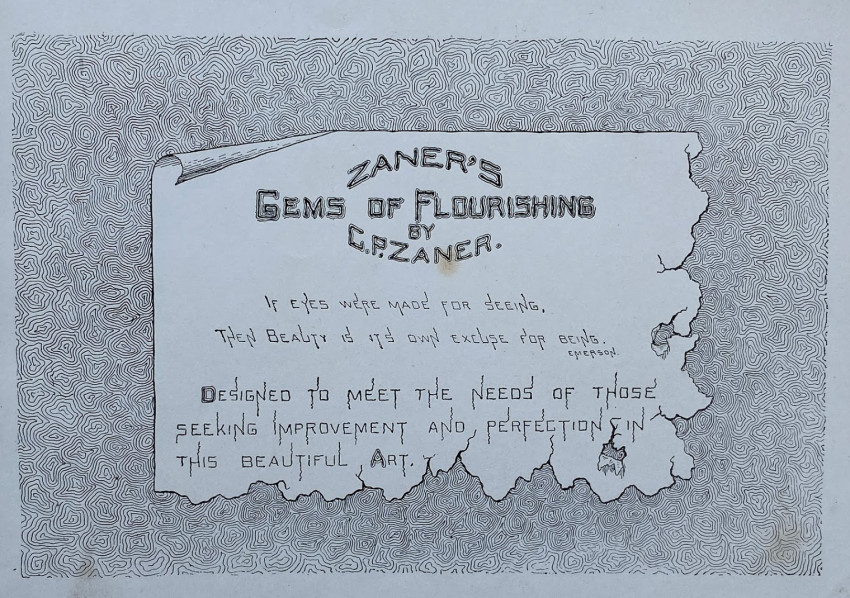 ZANER'S
GEMS OF FLOURISHING
BY
C.P. ZANER.
IF EYES WERE MADE FOR SEEING,
THEN BEAUTY IS ITS OWN EXCUSE FOR BEING.
EMERSON.
DESIGNED TO MEET THE NEEDS OF THOSE
SEEKING IMPROVEMENT AND PERFECTION IN
THIS BEAUTIFUL ART.